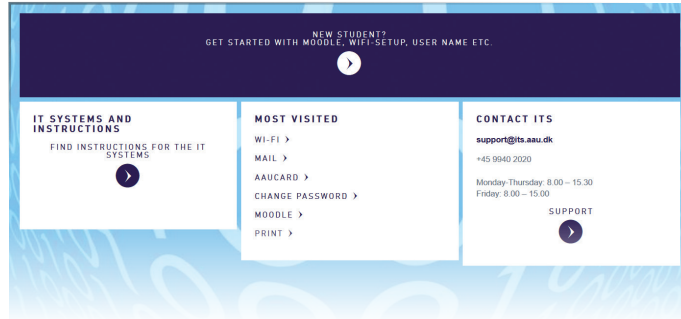 NEW STUDENT?
GET STARTED WITH MOODLE, WIFI-SETUP, USER NAME ETC.
IT SYSTEMS AND
INSTRUCTIONS
FIND INSTRUCTIONS FOR THE IT
SYSTEMS
MOST VISITED
WI-FI
MAIL
AAUCARD
CHANGE PASSWORD
MOODLE
PRINT
CONTACT ITS
support@its.aau.dk
+45 9940 2020
Monday-Thursday: 8.00 – 15.30
Friday: 8.00 – 15.00
SUPPORT